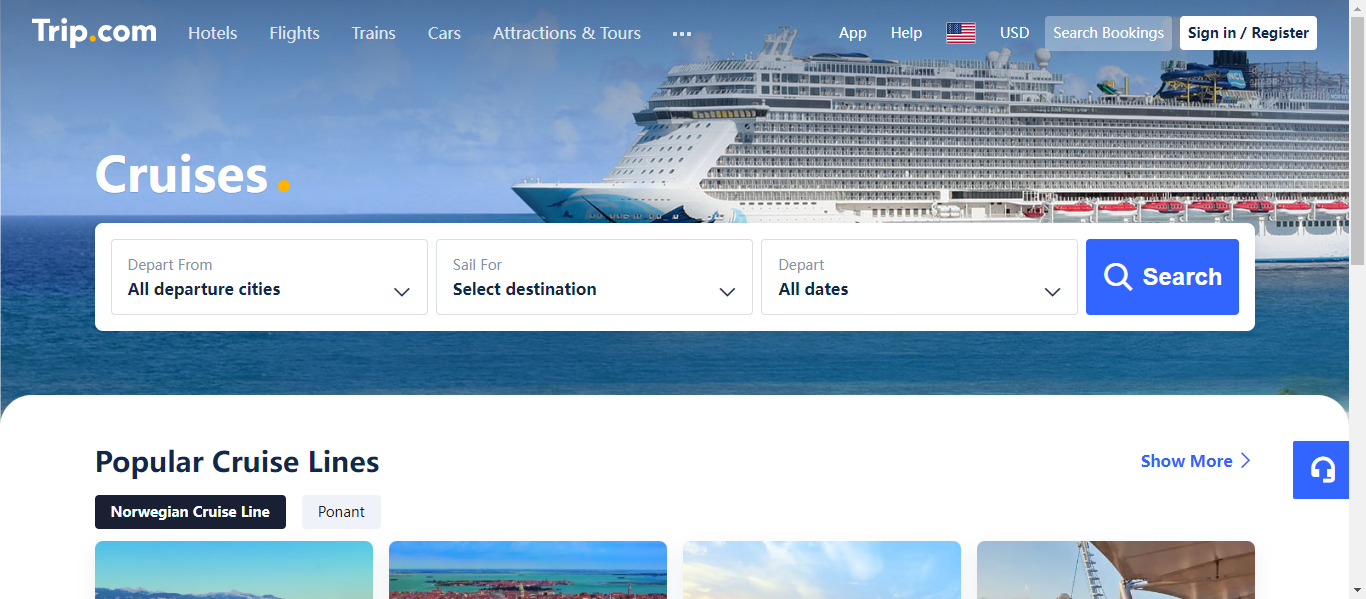 Trip.com
Hotels
Flights
Trains
Cars
Attractions & Tours
App
Help
USD
Search Bookings
Sign in / Register
NCL
Cruises.
Depart From
All departure cities
Sail For
Select destination
Depart
All dates
Search
Popular Cruise Lines
Show More
Norwegian Cruise Line
Ponant